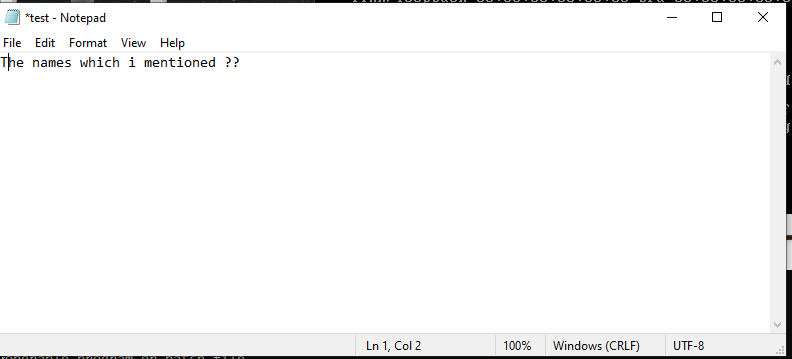 *test - Notepad
File Edit Format View Help
The names which i mentioned ??
Ln 1, Col 2 100% Windows (CRLF) UTF-8